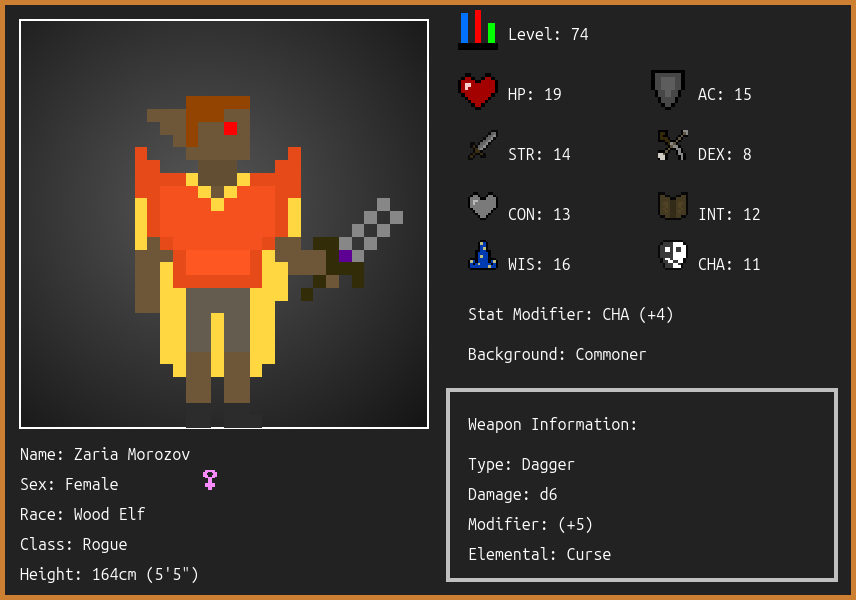 Level: 74
HP: 19
AC: 15
STR: 14
DEX: 8
CON: 13
INT: 12
WIS: 16
CHA: 11
Stat Modifier: CHA (+4)
Background: Commoner
Weapon Information:
Type: Dagger
Damage: d6
Modifier: (+5)
Elemental: Curse
Name: Zaria Morozov
Sex: Female
Race: Wood Elf
Class: Rogue
Height: 164cm (5'5")